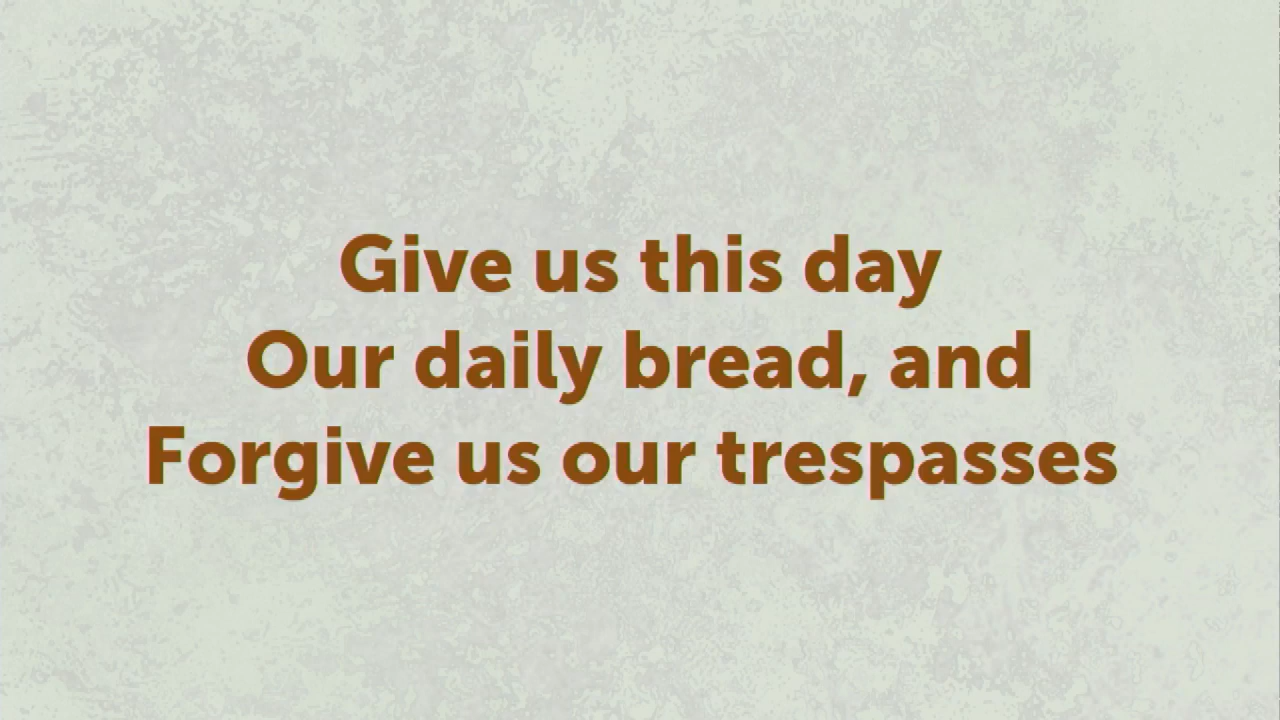 Give us this day
Our daily bread, and
Forgive us our trespasses